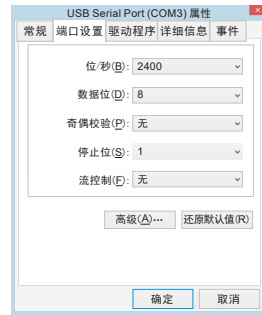 USB Serial Port (COM3) 属性
常规 端口设置 驱动程序 详细信息 事件
位/秒(B): 2400
数据位(D): 8
奇偶校验(P): 无
停止位(S): 1
流控制(F): 无
高级(A)... 还原默认值(R)
确定 取消